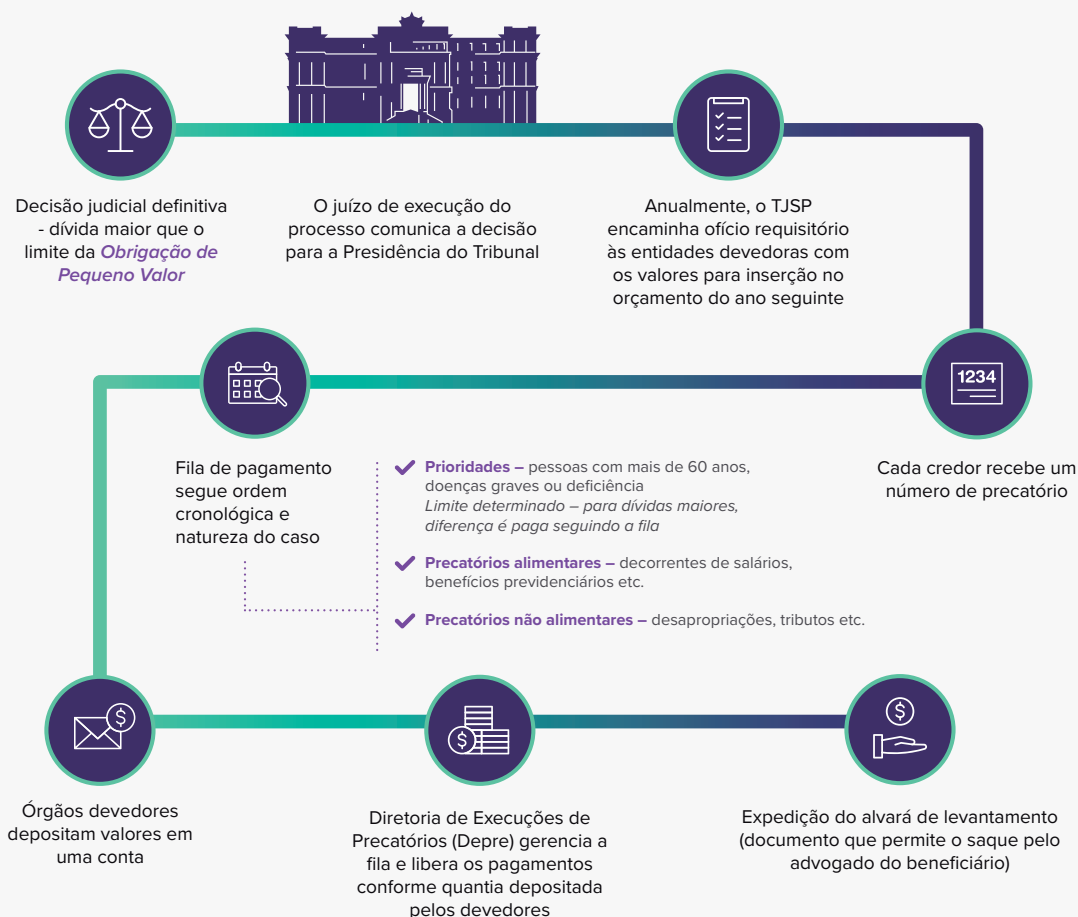 Decisão judicial definitiva
- dívida maior que o
limite da Obrigação de
Pequeno Valor
O juízo de execução do
processo comunica a decisão
para a Presidência do Tribunal
Anualmente, o TJSP
encaminha ofício requisitório
às entidades devedoras com
os valores para inserção no
orçamento do ano seguinte
1234
Cada credor recebe um
número de precatório
Fila de pagamento
segue ordem
cronológica e
natureza do caso
Prioridades – pessoas com mais de 60 anos,
doenças graves ou deficiência
Limite determinado – para dívidas maiores,
diferença é paga seguindo a fila
Precatórios alimentares – decorrentes de salários,
benefícios previdenciários etc.
Precatórios não alimentares – desapropriações, tributos etc.
$
Órgãos devedores
depositam valores em
uma conta
$
Diretoria de Execuções de
Precatórios (Depre) gerencia a
fila e libera os pagamentos
conforme quantia depositada
pelos devedores
$
Expedição do alvará de levantamento
(documento que permite o saque pelo
advogado do beneficiário)